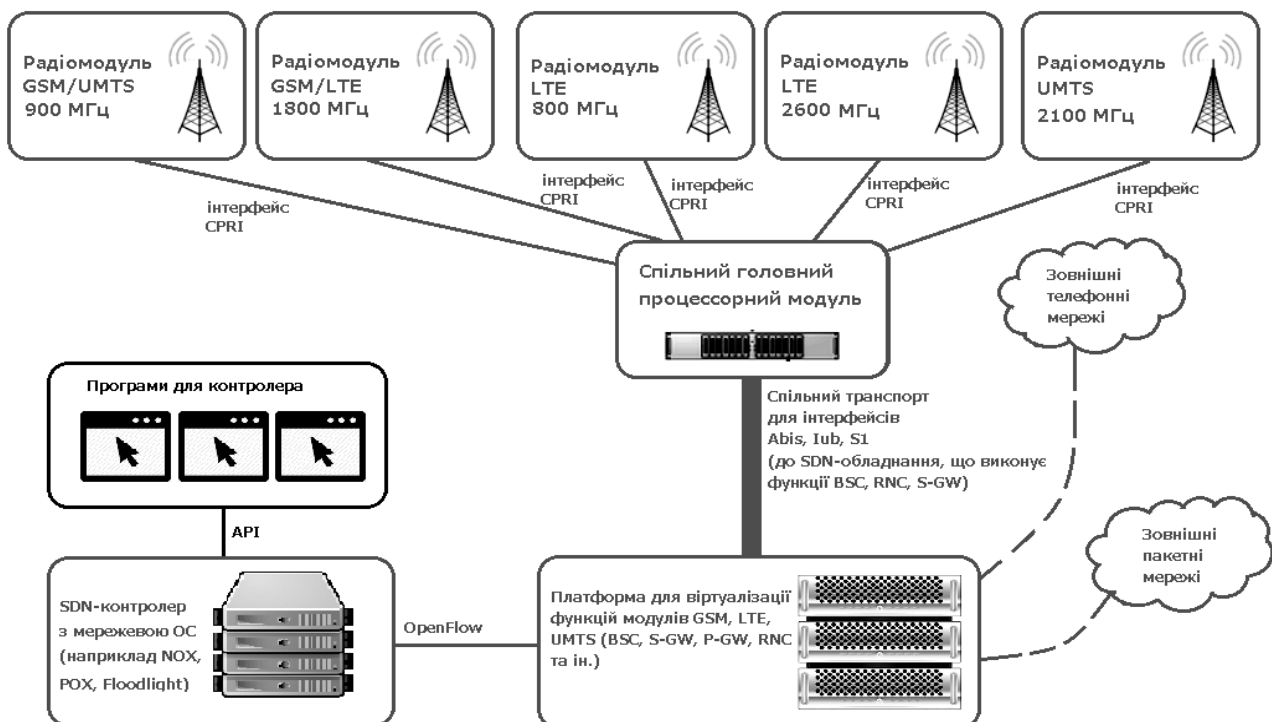 Радіомодуль
GSM/UMTS
900 МГц
Радіомодуль
GSM/LTE
1800 МГц
Радіомодуль
LTE
800 МГц
Радіомодуль
LTE
2600 МГц
Радіомодуль
UMTS
2100 МГц
інтерфейс
CPRI
інтерфейс
CPRI
інтерфейс
CPRI
інтерфейс
CPRI
інтерфейс
CPRI
Спільний головний
процессорний модуль
Зовнішні
телефонні
мережі
Програми для контролера
Спільний транспорт
для інтерфейсів
Abis, Iub, S1
(до SDN-обладнання, що виконує
функції BSC, RNC, S-GW)
API
Зовнішні
пакетні
мережі
SDN-контролер
з мережевою ОС
(наприклад NOX,
POX, Floodlight)
OpenFlow
Платформа для віртуалізації
функцій модулів GSM, LTE,
UMTS (BSC, S-GW, P-GW, RNC
та ін.)